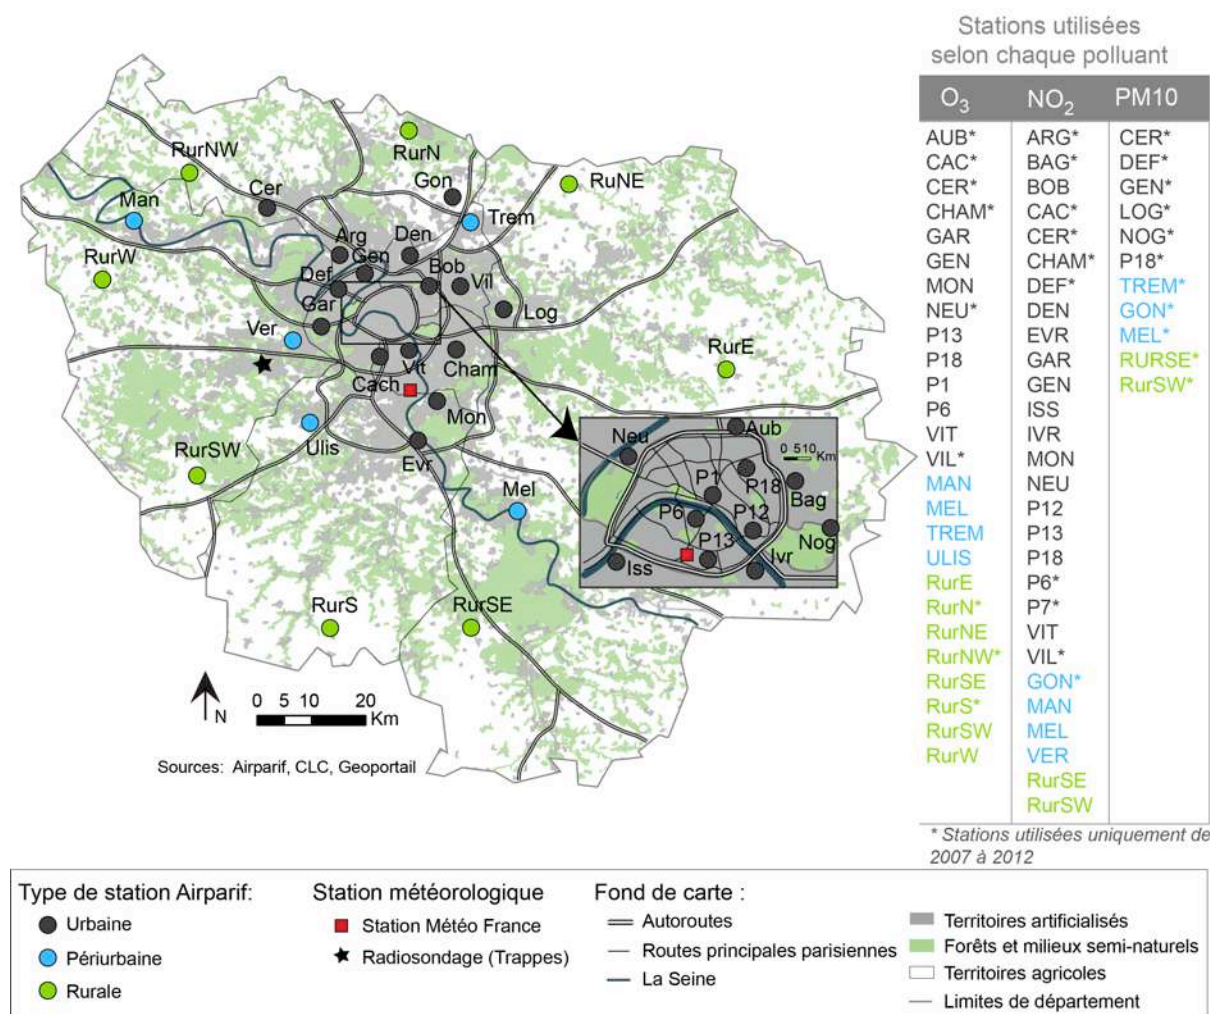 Stations utilisées
selon chaque polluant
O3 NO2 PM10
AUB* ARG* CER*
CAC* BAG* DEF*
CER* BOB GEN*
CHAM* CAC* LOG*
GAR CER* NOG*
GEN CHAM* P18*
MON DEF* TREM*
NEU* DEN GON*
P13 EVR MEL*
P18 GAR RURSE*
P1 GEN RurSW*
P6 ISS
VIT IVR
VIL* MON
MAN NEU
MEL P12
TREM P13
ULIS P18
RurE P6*
RurN* P7*
RurNE VIT
RurNW* VIL*
RurSE GON*
RurS* MAN
RurSW MEL
RurW VER
RurSE
RurSW
* Stations utilisées uniquement de
2007 à 2012
RurN
RurNW
Gon
RuNE
Cer
Man
Trem
Arg
Den
Gen
RurW
Def
Bob
Vil
Gar
Log
Ver
Vit
Cham
RurE
Cach
Mon
Ulis
Evr
RurSW
Mel
RurS
RurSE
Neu
Aub
0 510 Km
P1
P18
Bag
P6
P12
P13
Nog
Iss
Ivr
N
0 5 10 20
Km
Sources: Airparif, CLC, Geoportail
Type de station Airparif:
Urbaine
Périurbaine
Rurale
Station météorologique
Station Météo France
Radiosondage (Trappes)
Fond de carte :
Autoroutes
Routes principales parisiennes
La Seine
Territoires artificialisés
Forêts et milieux semi-naturels
Territoires agricoles
Limites de département